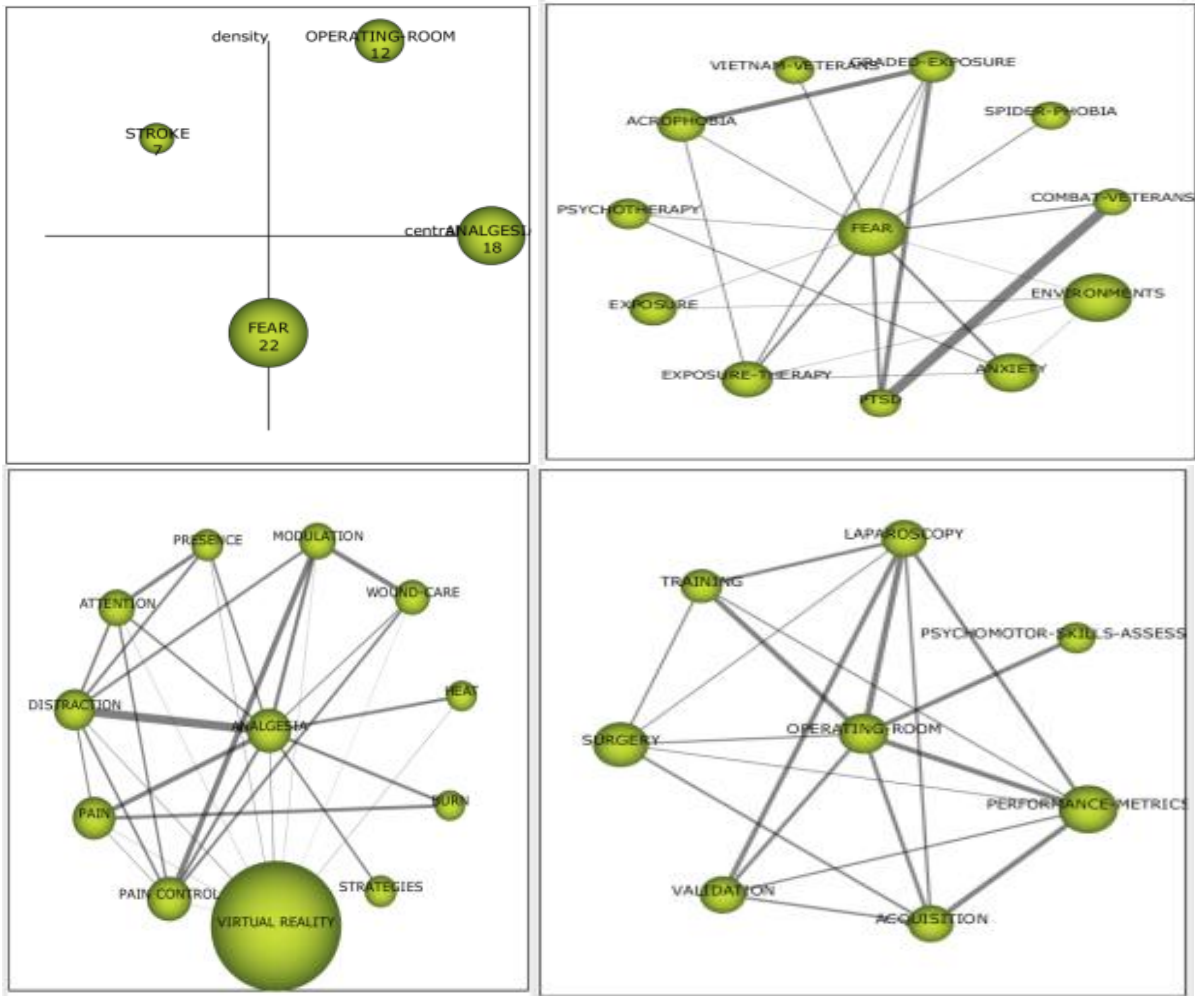 density
OPERATING-ROOM
12
STROKE
7
centr
ANALGESIA
18
FEAR
22
VIETNAM-VETERANS
GRADED-EXPOSURE
ACROPHOBIA
SPIDER-PHOBIA
PSYCHOTHERAPY
COMBAT-VETERANS
FEAR
EXPOSURE
ENVIRONMENTS
EXPOSURE-THERAPY
ANXIETY
PTSD
PRESENCE
MODULATION
ATTENTION
WOUND-CARE
DISTRACTION
HEAT
ANALGESIA
PAIN
BURN
PAIN CONTROL
STRATEGIES
VIRTUAL REALITY
LAPAROSCOPY
TRAINING
PSYCHOMOTOR-SKILLS-ASSESS
SURGERY
OPERATING-ROOM
PERFORMANCE-METRICS
VALIDATION
ACQUISITION